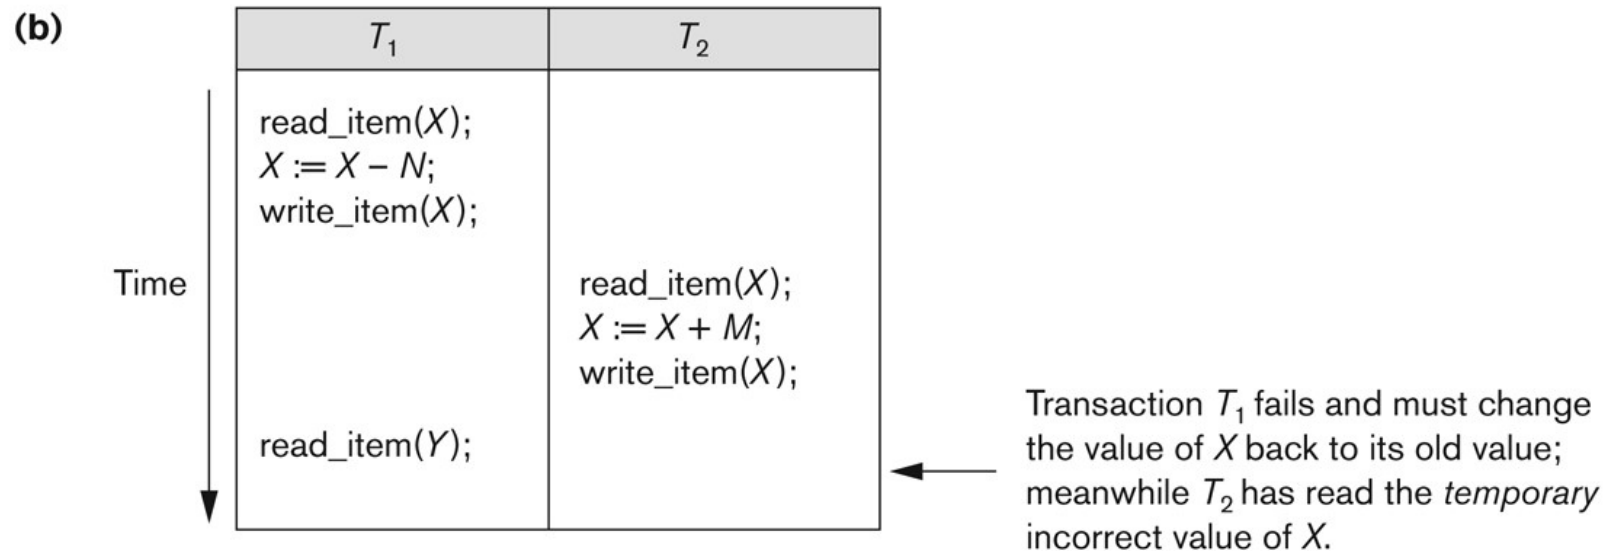 (b)
T₁ T₂
read_item(X);
X := X – N;
write_item(X);
Time
read_item(X);
X := X + M;
write_item(X);
read_item(Y);
Transaction T₁ fails and must change
the value of X back to its old value;
meanwhile T₂ has read the temporary
incorrect value of X.